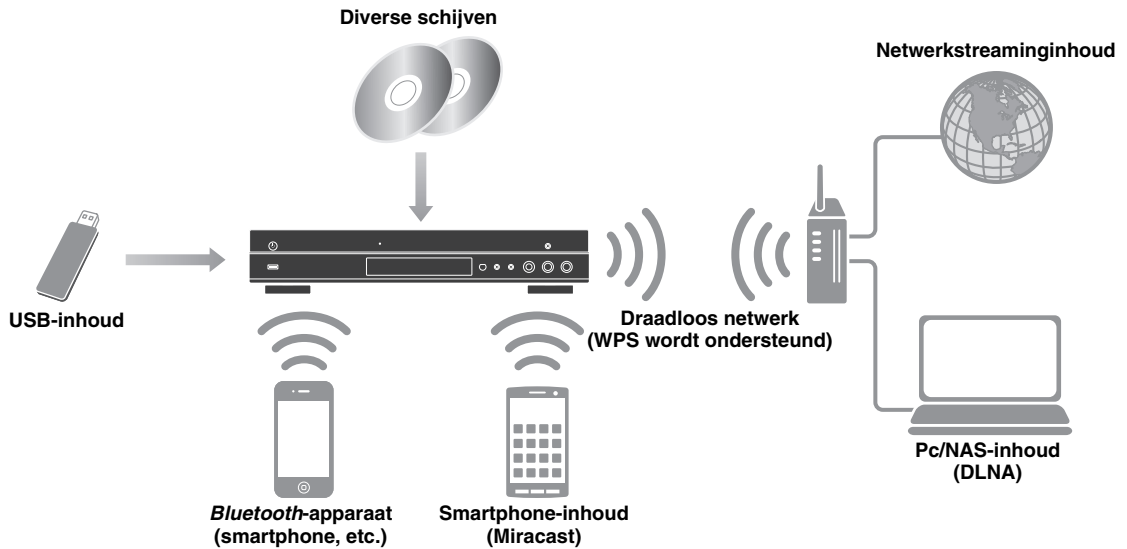 Diverse schijven
Netwerkstreaminginhoud
USB-inhoud
Draadloos netwerk
(WPS wordt ondersteund)
Pc/NAS-inhoud
(DLNA)
Bluetooth-apparaat
(smartphone, etc.)
Smartphone-inhoud
(Miracast)